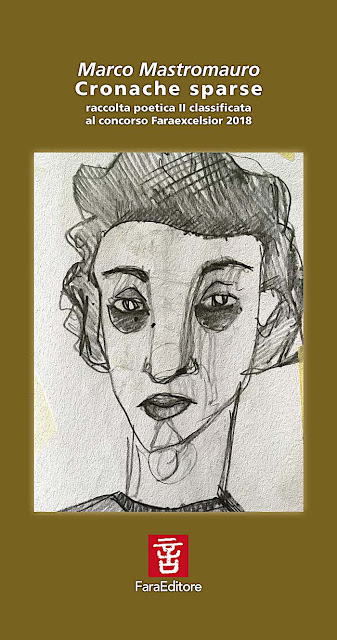 Marco Mastromauro
Cronache sparse
raccolta poetica II classificata
al concorso Faraexcelsior 2018
FaraEditore